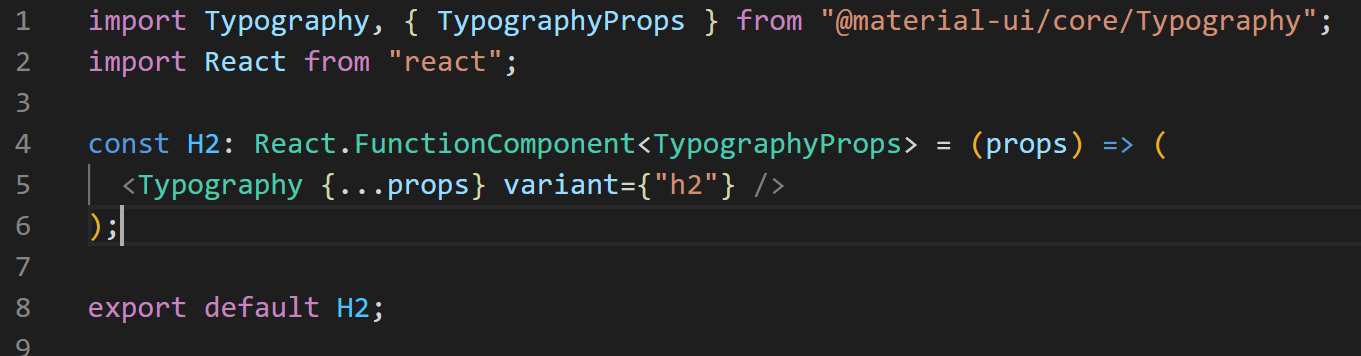 1 import Typography, { TypographyProps } from "@material-ui/core/Typography";
2 import React from "react";
3
4 const H2: React.FunctionComponent<TypographyProps> = (props) => (
5   <Typography {...props} variant={"h2"} />
6 );
7
8 export default H2;
9